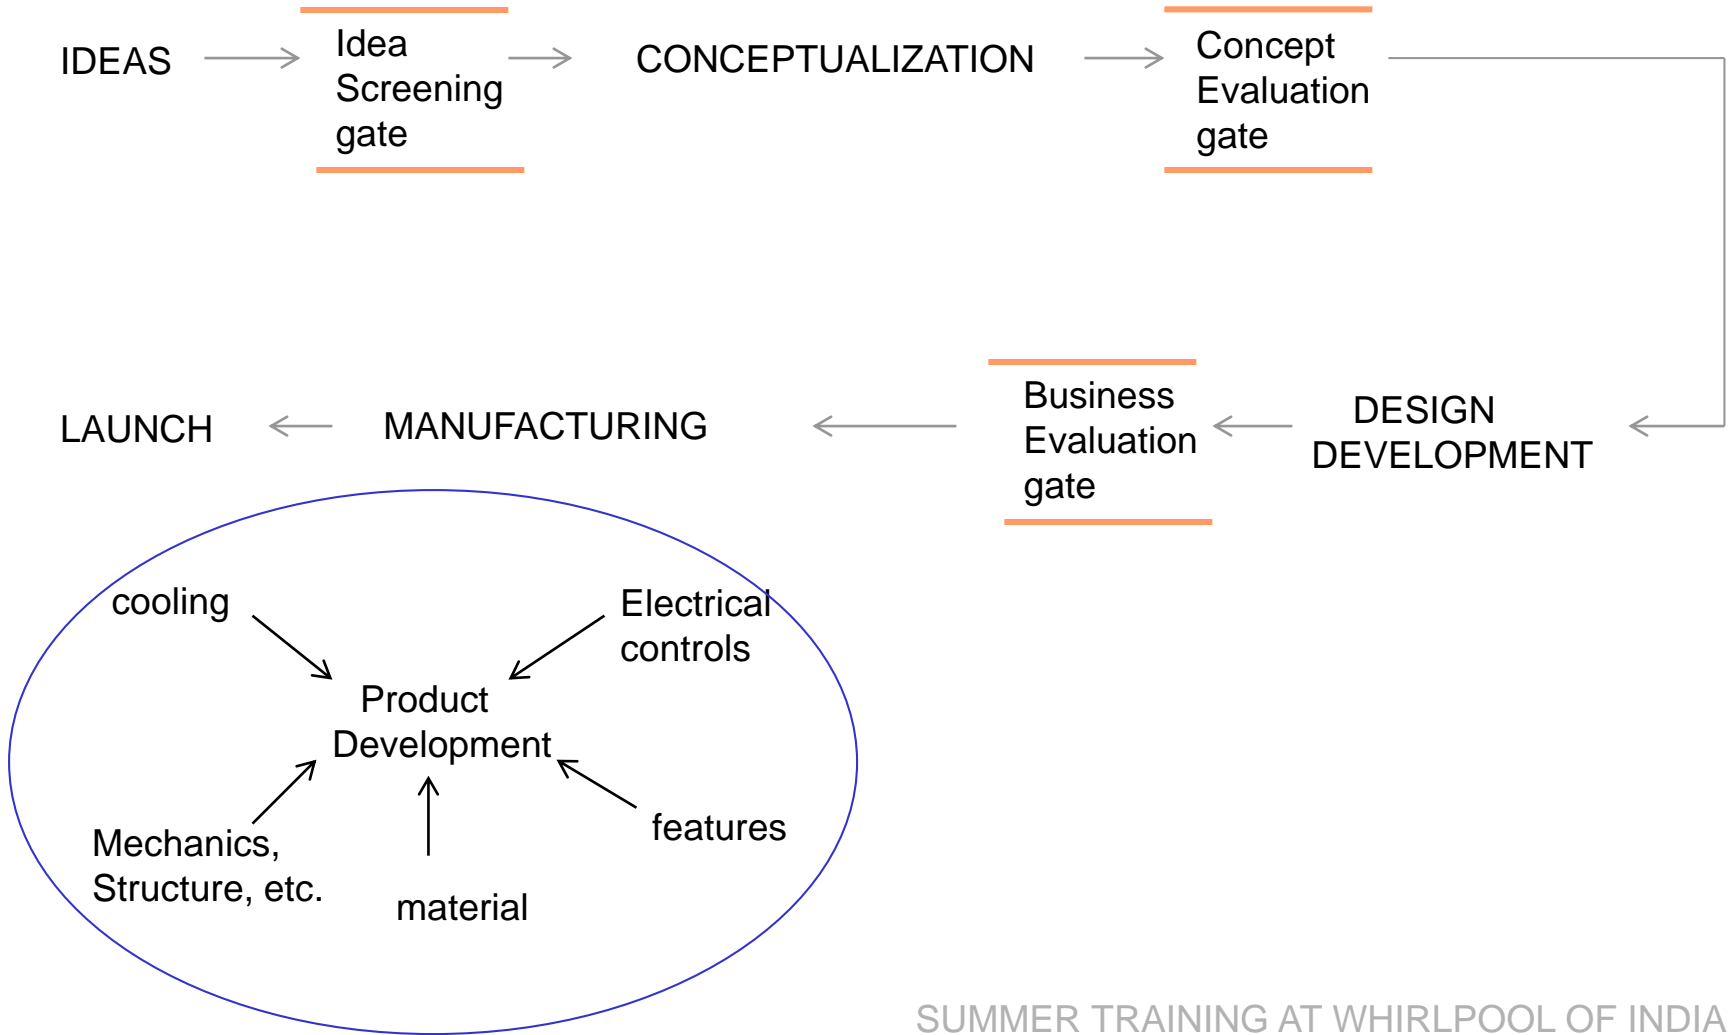 IDEAS
Idea
Screening
gate
CONCEPTUALIZATION
Concept
Evaluation
gate
LAUNCH
MANUFACTURING
Business
Evaluation
gate
DESIGN
DEVELOPMENT
cooling
Electrical
controls
Product
Development
Mechanics,
Structure, etc.
material
features
SUMMER TRAINING AT WHIRLPOOL OF INDIA